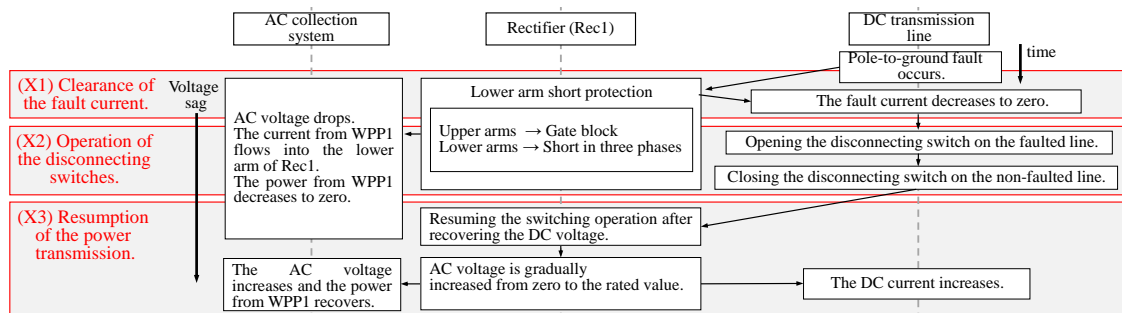 AC collection
system
Rectifier (Rec1)
DC transmission
line
time
(X1) Clearance of
the fault current.
Voltage
sag
Pole-to-ground fault
occurs.
Lower arm short protection
The fault current decreases to zero.
AC voltage drops.
The current from WPP1
flows into the lower
arm of Rec1.
The power from WPP1
decreases to zero.
Upper arms → Gate block
Lower arms → Short in three phases
(X2) Operation of
the disconnecting
switches.
Opening the disconnecting switch on the faulted line.
Closing the disconnecting switch on the non-faulted line.
(X3) Resumption
of the power
transmission.
Resuming the switching operation after
recovering the DC voltage.
The AC voltage
increases and the power
from WPP1 recovers.
AC voltage is gradually
increased from zero to the rated value.
The DC current increases.